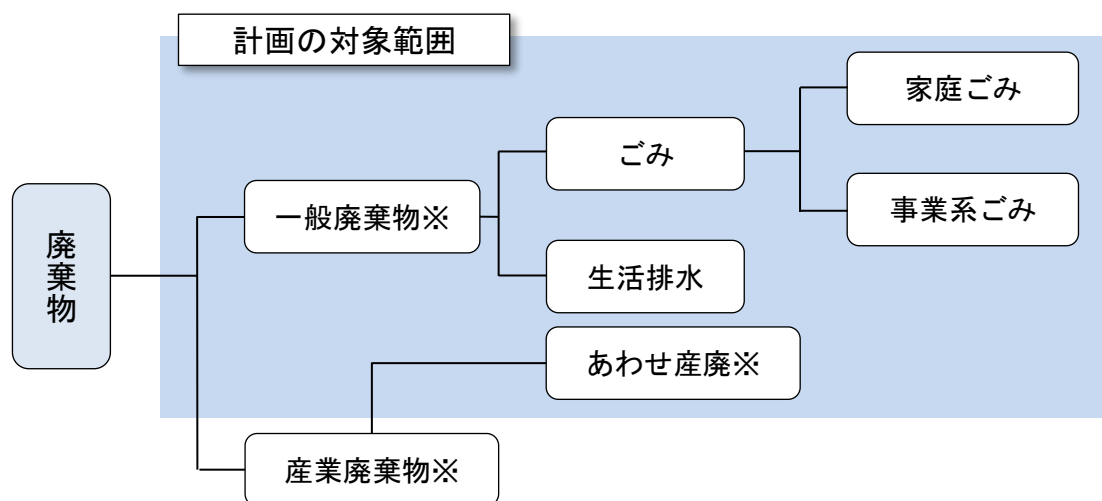 計画の対象範囲
家庭ごみ
ごみ
一般廃棄物※
事業系ごみ
廃棄物
生活排水
あわせ産廃※
産業廃棄物※